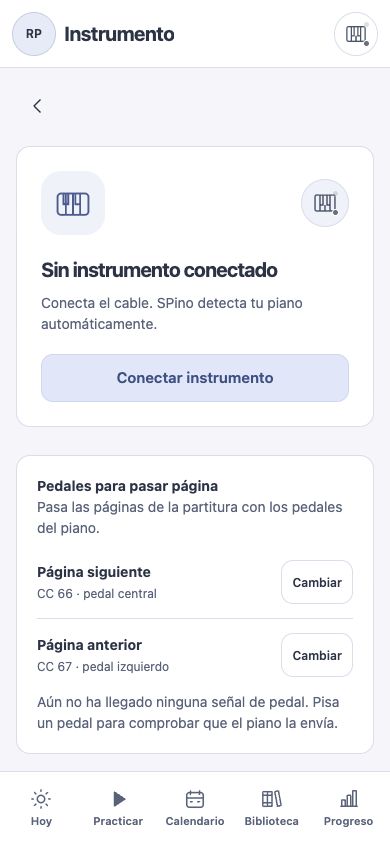 RP Instrumento
Sin instrumento conectado
Conecta el cable. SPino detecta tu piano
automáticamente.
Conectar instrumento
Pedales para pasar página
Pasa las páginas de la partitura con los pedales
del piano.
Página siguiente
CC 66 · pedal central
Cambiar
Página anterior
CC 67 · pedal izquierdo
Cambiar
Aún no ha llegado ninguna señal de pedal. Pisa
un pedal para comprobar que el piano la envía.
Hoy Practicar Calendario Biblioteca Progreso